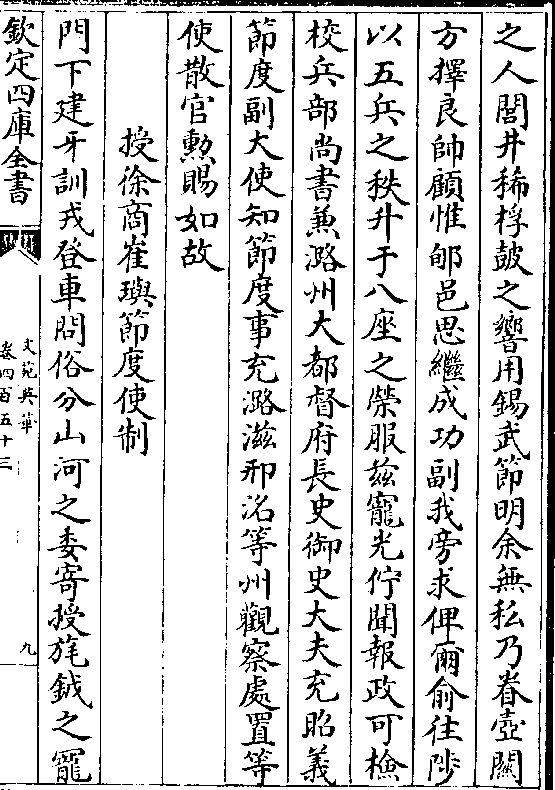 之人閭井稀桴鼓之響用錫武節明余無私乃眷壺關
方擇良帥顧惟郇邑思繼成功副我旁求俾爾俞往陟
以五兵之秩升于八座之榮服兹寵光佇聞報政可檢
校兵部尚書兼潞州大都督府長史御史大夫充昭義
節度副大使知節度事充潞滋邢洺等州觀察處置等
使散官勲賜如故
授徐商崔璵節度使制
門下建牙訓戎登車問俗分山河之委寄授旄鉞之寵
欽定四庫全書
文苑英華
卷四百五十三
九